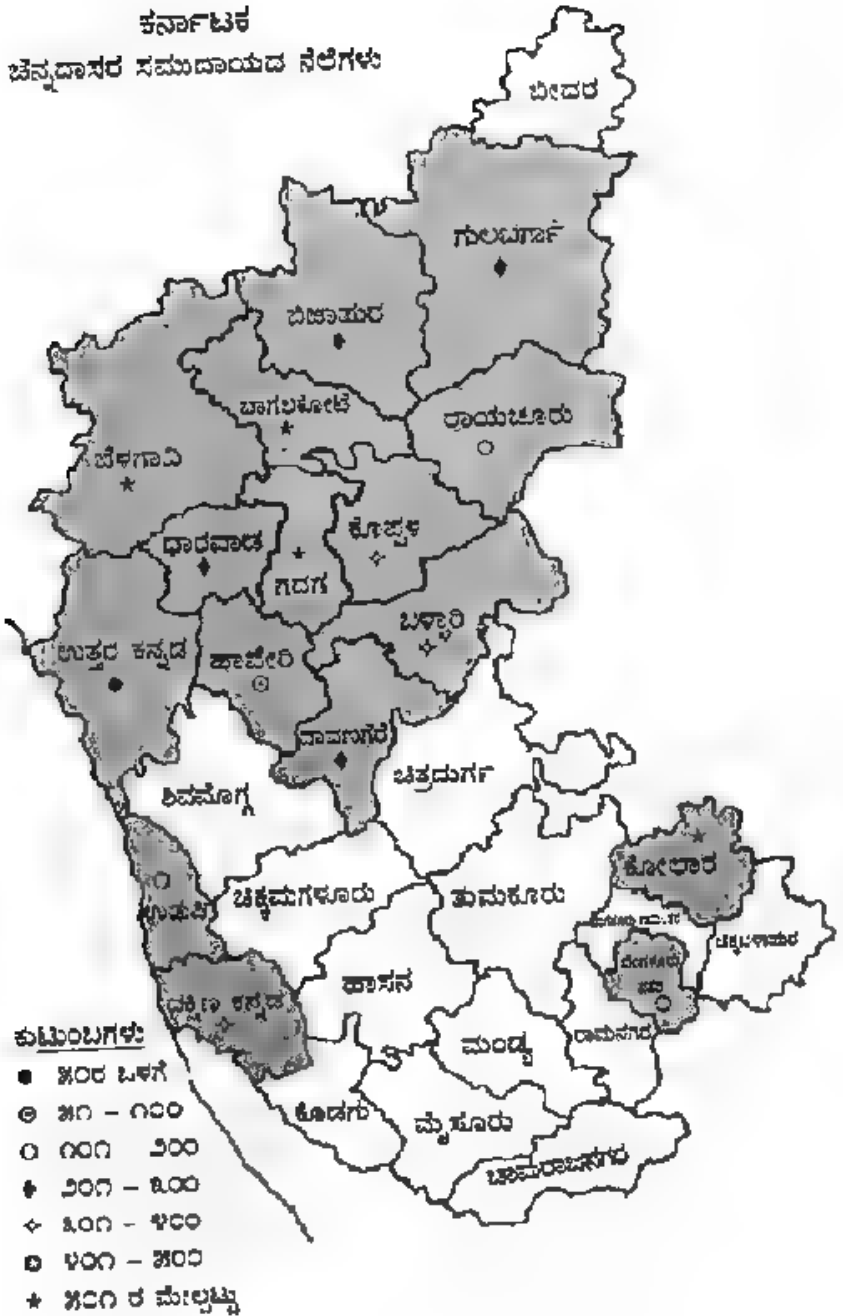 ಕರ್ನಾಟಕ
ಚೆನ್ನದಾಸರ ಸಮುದಾಯದ ನೆಲೆಗಳು
ಬೀದರ
ಗುಲಬರ್ಗಾ
ಬಿಜಾಪುರ
ಬಾಗಲಕೋಟೆ
ರಾಯಚೂರು
ಬೆಳಗಾವಿ
ಧಾರವಾಡ
ಗದಗ
ಕೊಪ್ಪಳ
ಬಳ್ಳಾರಿ
ಉತ್ತರ ಕನ್ನಡ
ಹಾವೇರಿ
ದಾವಣಗೆರೆ
ಚಿತ್ರದುರ್ಗ
ಶಿವಮೊಗ್ಗ
ಕೋಲಾರ
ಉಡುಪಿ
ಚಿಕ್ಕಮಗಳೂರು
ತುಮಕೂರು
ಚಿಕ್ಕಬಳ್ಳಾಪುರ
ಬೆಂಗಳೂರು
ಹಾಸನ
ದಕ್ಷಿಣ ಕನ್ನಡ
ರಾಮನಗರ
ಮಂಡ್ಯ
ಕೊಡಗು
ಮೈಸೂರು
ಚಾಮರಾಜನಗರ
ಕುಟುಂಬಗಳು
೫೦ರ ಒಳಗೆ
೫೧ – ೧೦೦
೧೦೧ ೨೦೦
೨೦೧ – ೩೦೦
೩೦೧ – ೪೦೦
೪೦೧ – ೫೦೦
೫೦೧ ರ ಮೇಲ್ಪಟ್ಟು